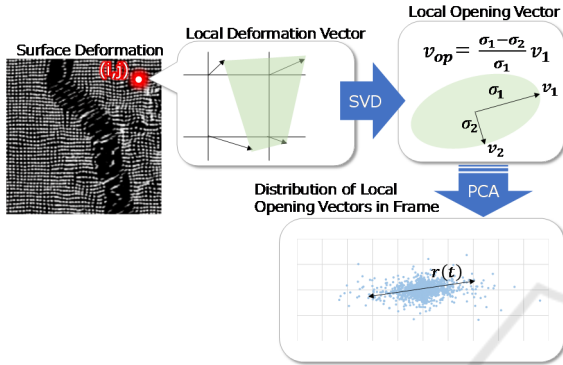 Surface Deformation
(i,j)
Local Deformation Vector
SVD
Local Opening Vector
v_op = (σ₁−σ₂)/σ₁ v₁
σ₁
v₁
σ₂
v₂
PCA
Distribution of Local
Opening Vectors in Frame
r(t)